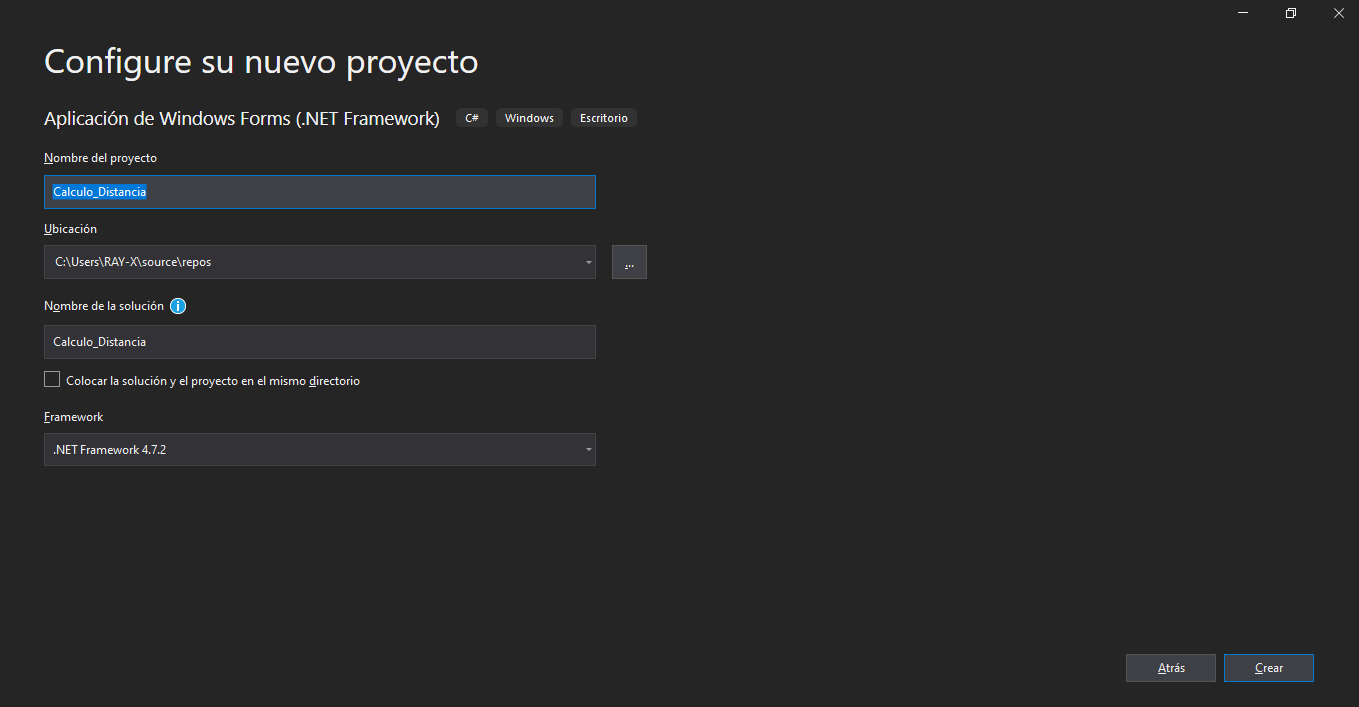 Configure su nuevo proyecto
Aplicación de Windows Forms (.NET Framework) C# Windows Escritorio
Nombre del proyecto
Calculo_Distancia
Ubicación
C:\Users\RAY-X\source\repos
...
Nombre de la solución
Calculo_Distancia
Colocar la solución y el proyecto en el mismo directorio
Framework
.NET Framework 4.7.2
Atrás Crear